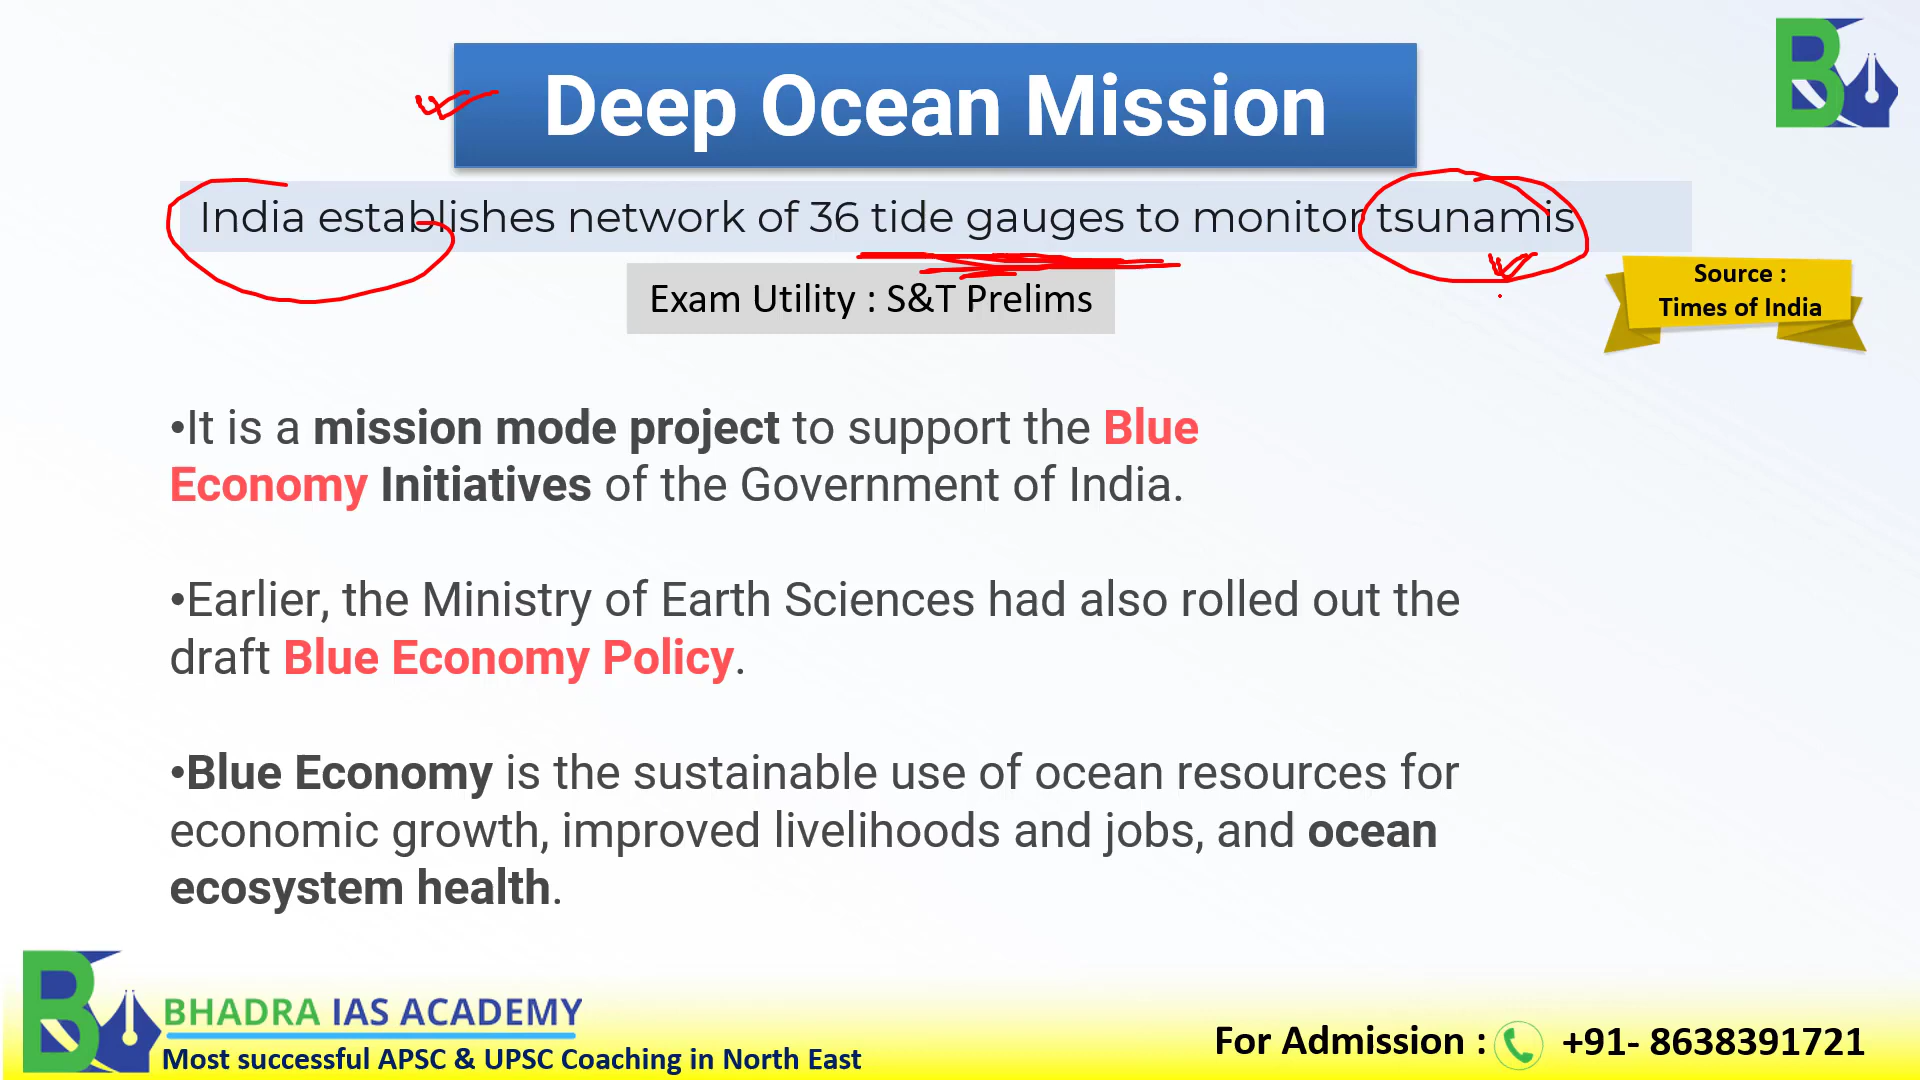 Deep Ocean Mission
India establishes network of 36 tide gauges to monitor tsunamis
Exam Utility : S&T Prelims
Source :
Times of India
•It is a mission mode project to support the Blue
Economy Initiatives of the Government of India.
•Earlier, the Ministry of Earth Sciences had also rolled out the
draft Blue Economy Policy.
•Blue Economy is the sustainable use of ocean resources for
economic growth, improved livelihoods and jobs, and ocean
ecosystem health.
BHADRA IAS ACADEMY
Most successful APSC & UPSC Coaching in North East
For Admission : +91- 8638391721